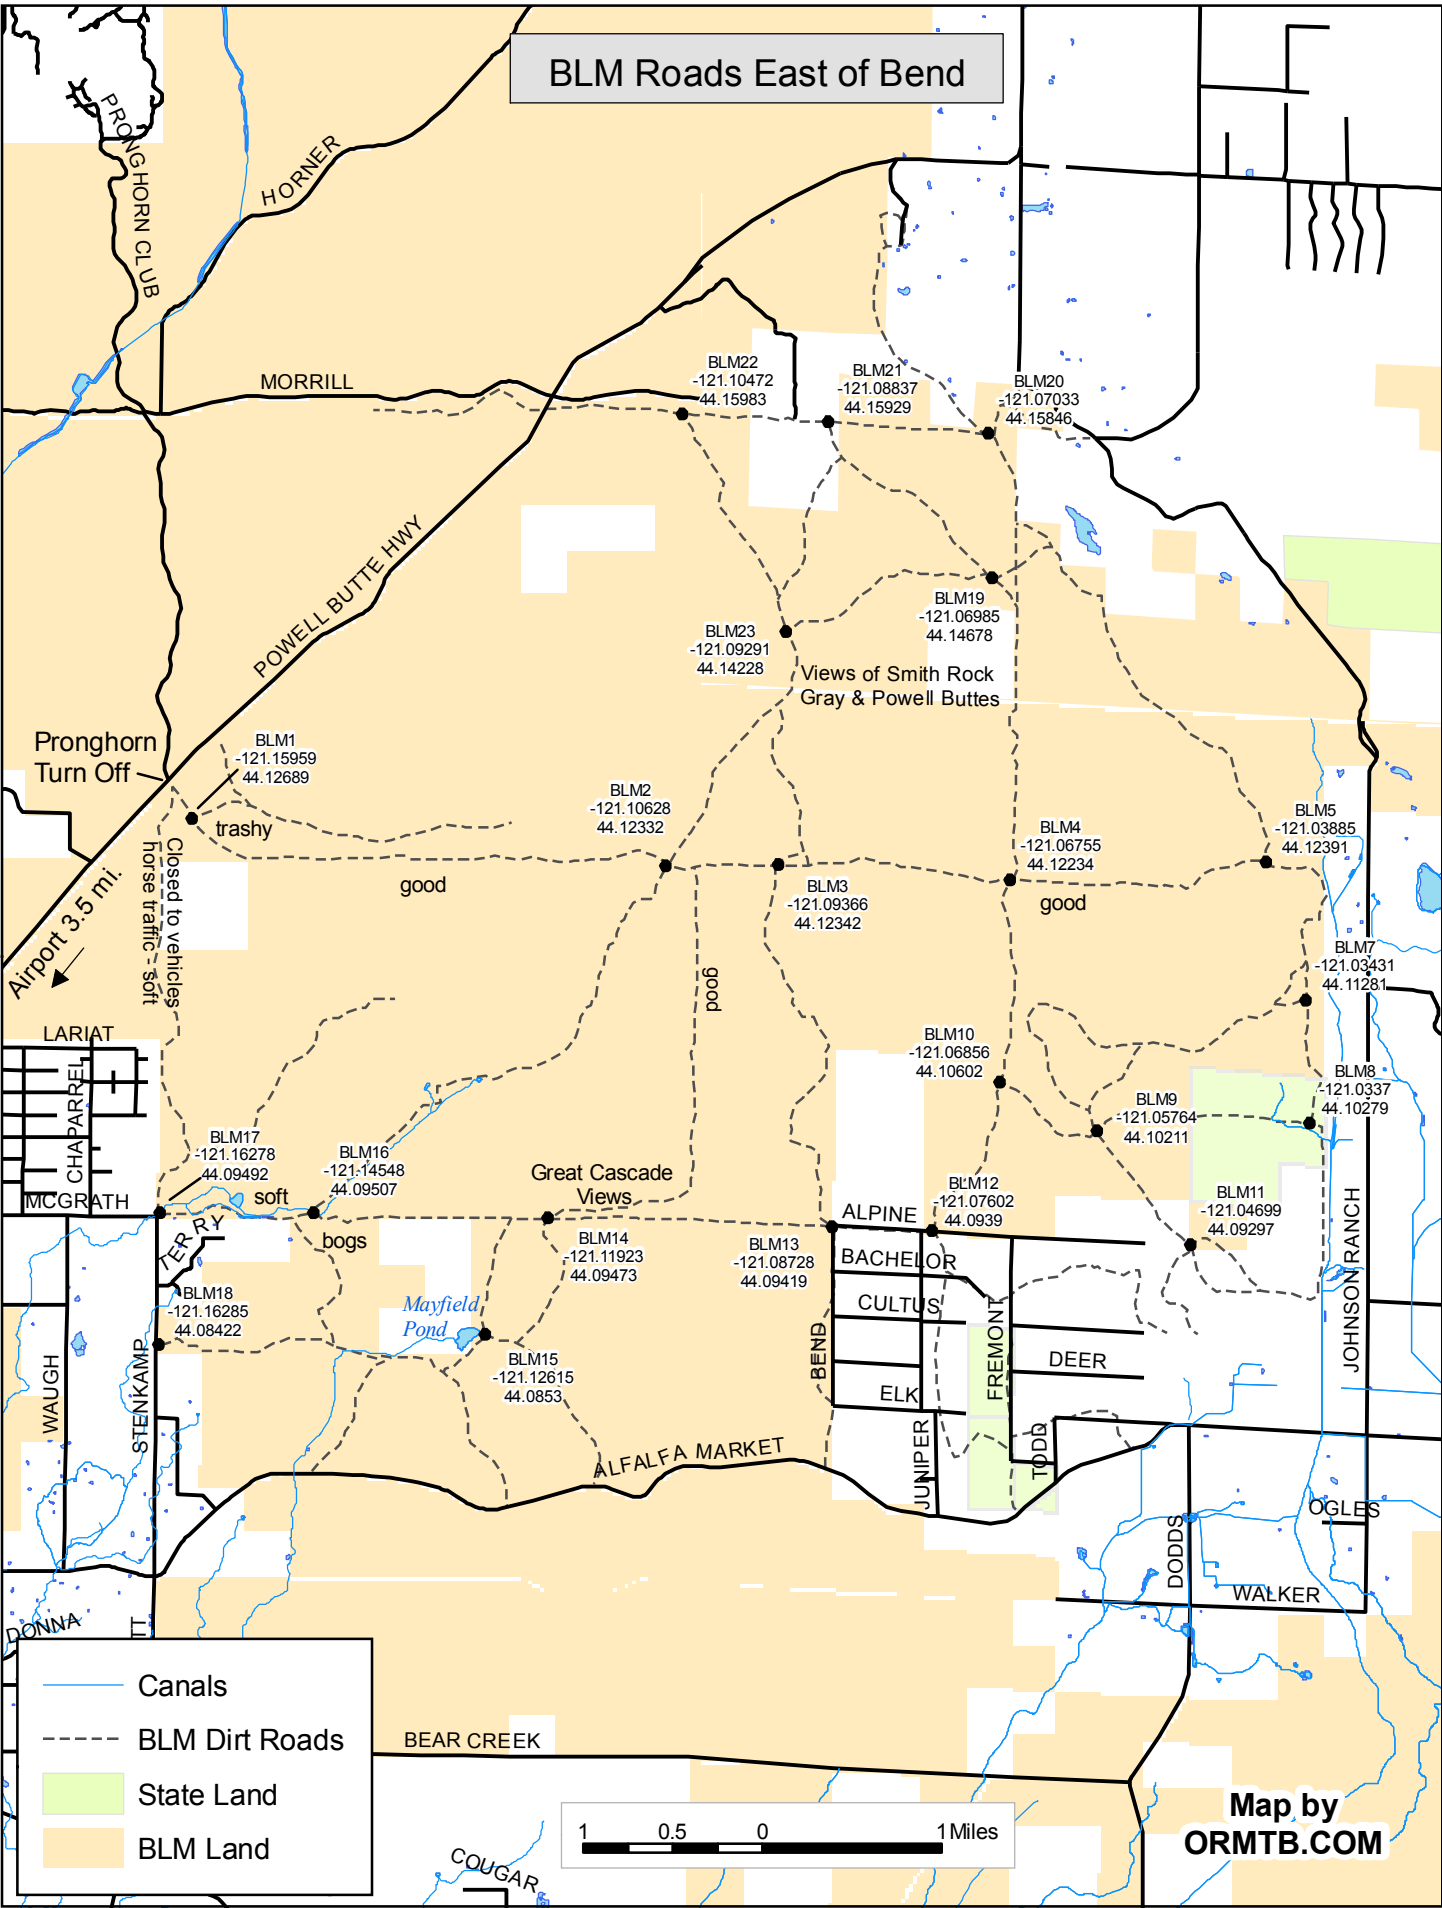 BLM Roads East of Bend
PRONGHORN CLUB
HORNER
MORRILL
BLM22
-121.10472
44.15983
BLM21
-121.08837
44.15929
BLM20
-121.07033
44.15846
POWELL BUTTE HWY
BLM19
-121.06985
44.14678
BLM23
-121.09291
44.14228
Views of Smith Rock
Gray & Powell Buttes
Pronghorn
Turn Off
BLM1
-121.15959
44.12689
trashy
BLM2
-121.10628
44.12332
BLM4
-121.06755
44.12234
BLM5
-121.03885
44.12391
good
BLM3
-121.09366
44.12342
good
Closed to vehicles
horse traffic - soft
Airport 3.5 mi.
good
BLM7
-121.03431
44.11281
LARIAT
CHAPARREL
BLM10
-121.06856
44.10602
BLM8
-121.0337
44.10279
BLM9
-121.05764
44.10211
BLM17
-121.16278
44.09492
BLM16
-121.14548
44.09507
soft
MCGRATH
Great Cascade
Views
BLM12
-121.07602
44.0939
BLM11
-121.04699
44.09297
ALPINE
TERRY
bogs
BLM14
-121.11923
44.09473
BLM13
-121.08728
44.09419
BACHELOR
JOHNSON RANCH
BLM18
-121.16285
44.08422
Mayfield
Pond
CULTUS
WAUGH
STENKAMP
BLM15
-121.12615
44.0853
BEND
FREMONT
DEER
ELK
JUNIPER
TODD
ALFALFA MARKET
OGLES
DODDS
WALKER
DONNA
TT
Canals
BLM Dirt Roads
State Land
BLM Land
BEAR CREEK
COUGAR
1 0.5 0 1 Miles
Map by
ORMTB.COM